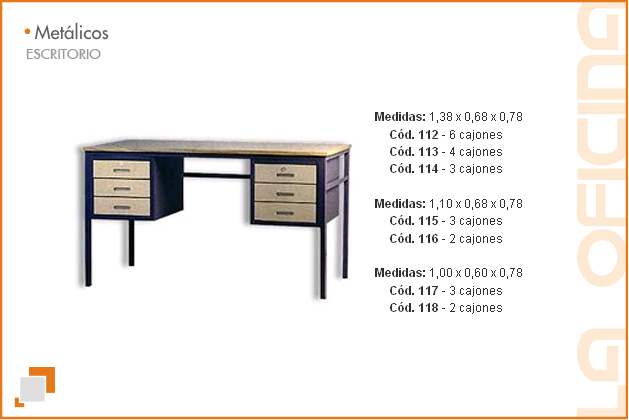 • Metálicos
ESCRITORIO
Medidas: 1,38 x 0,68 x 0,78
Cód. 112 - 6 cajones
Cód. 113 - 4 cajones
Cód. 114 - 3 cajones
Medidas: 1,10 x 0,68 x 0,78
Cód. 115 - 3 cajones
Cód. 116 - 2 cajones
Medidas: 1,00 x 0,60 x 0,78
Cód. 117 - 3 cajones
Cód. 118 - 2 cajones
LA OFICINA